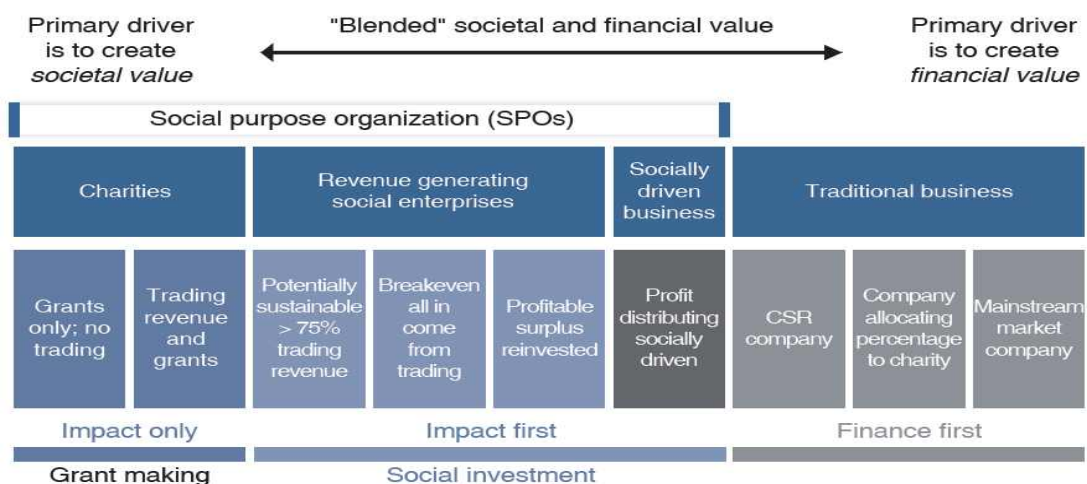 Primary driver
is to create
societal value
"Blended" societal and financial value
Primary driver
is to create
financial value
Social purpose organization (SPOs)
Charities
Revenue generating
social enterprises
Socially
driven
business
Traditional business
Grants
only; no
trading
Trading
revenue
and
grants
Potentially
sustainable
> 75%
trading
revenue
Breakeven
all in
come
from
trading
Profitable
surplus
reinvested
Profit
distributing
socially
driven
CSR
company
Company
allocating
percentage
to charity
Mainstream
market
company
Impact only
Impact first
Finance first
Grant making
Social investment